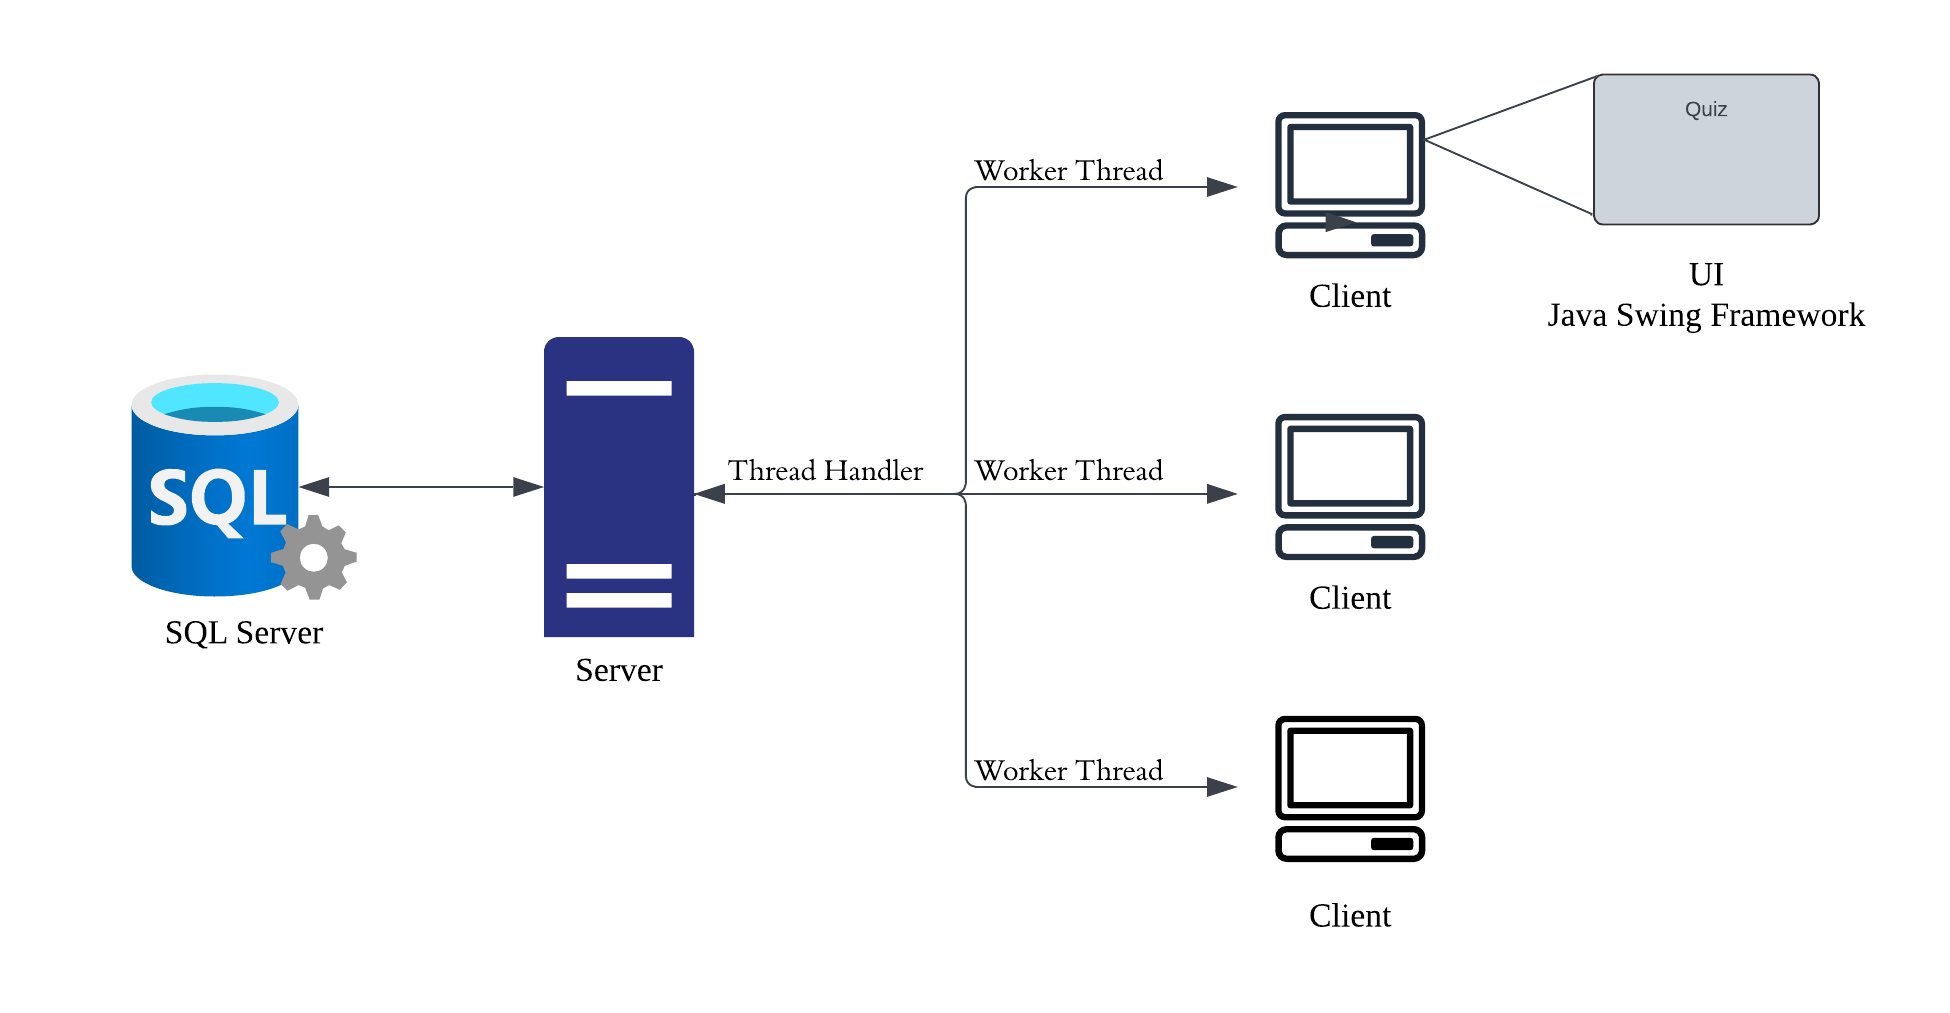 Quiz
Worker Thread
Client
UI
Java Swing Framework
SQL
SQL Server
Server
Thread Handler
Worker Thread
Client
Worker Thread
Client